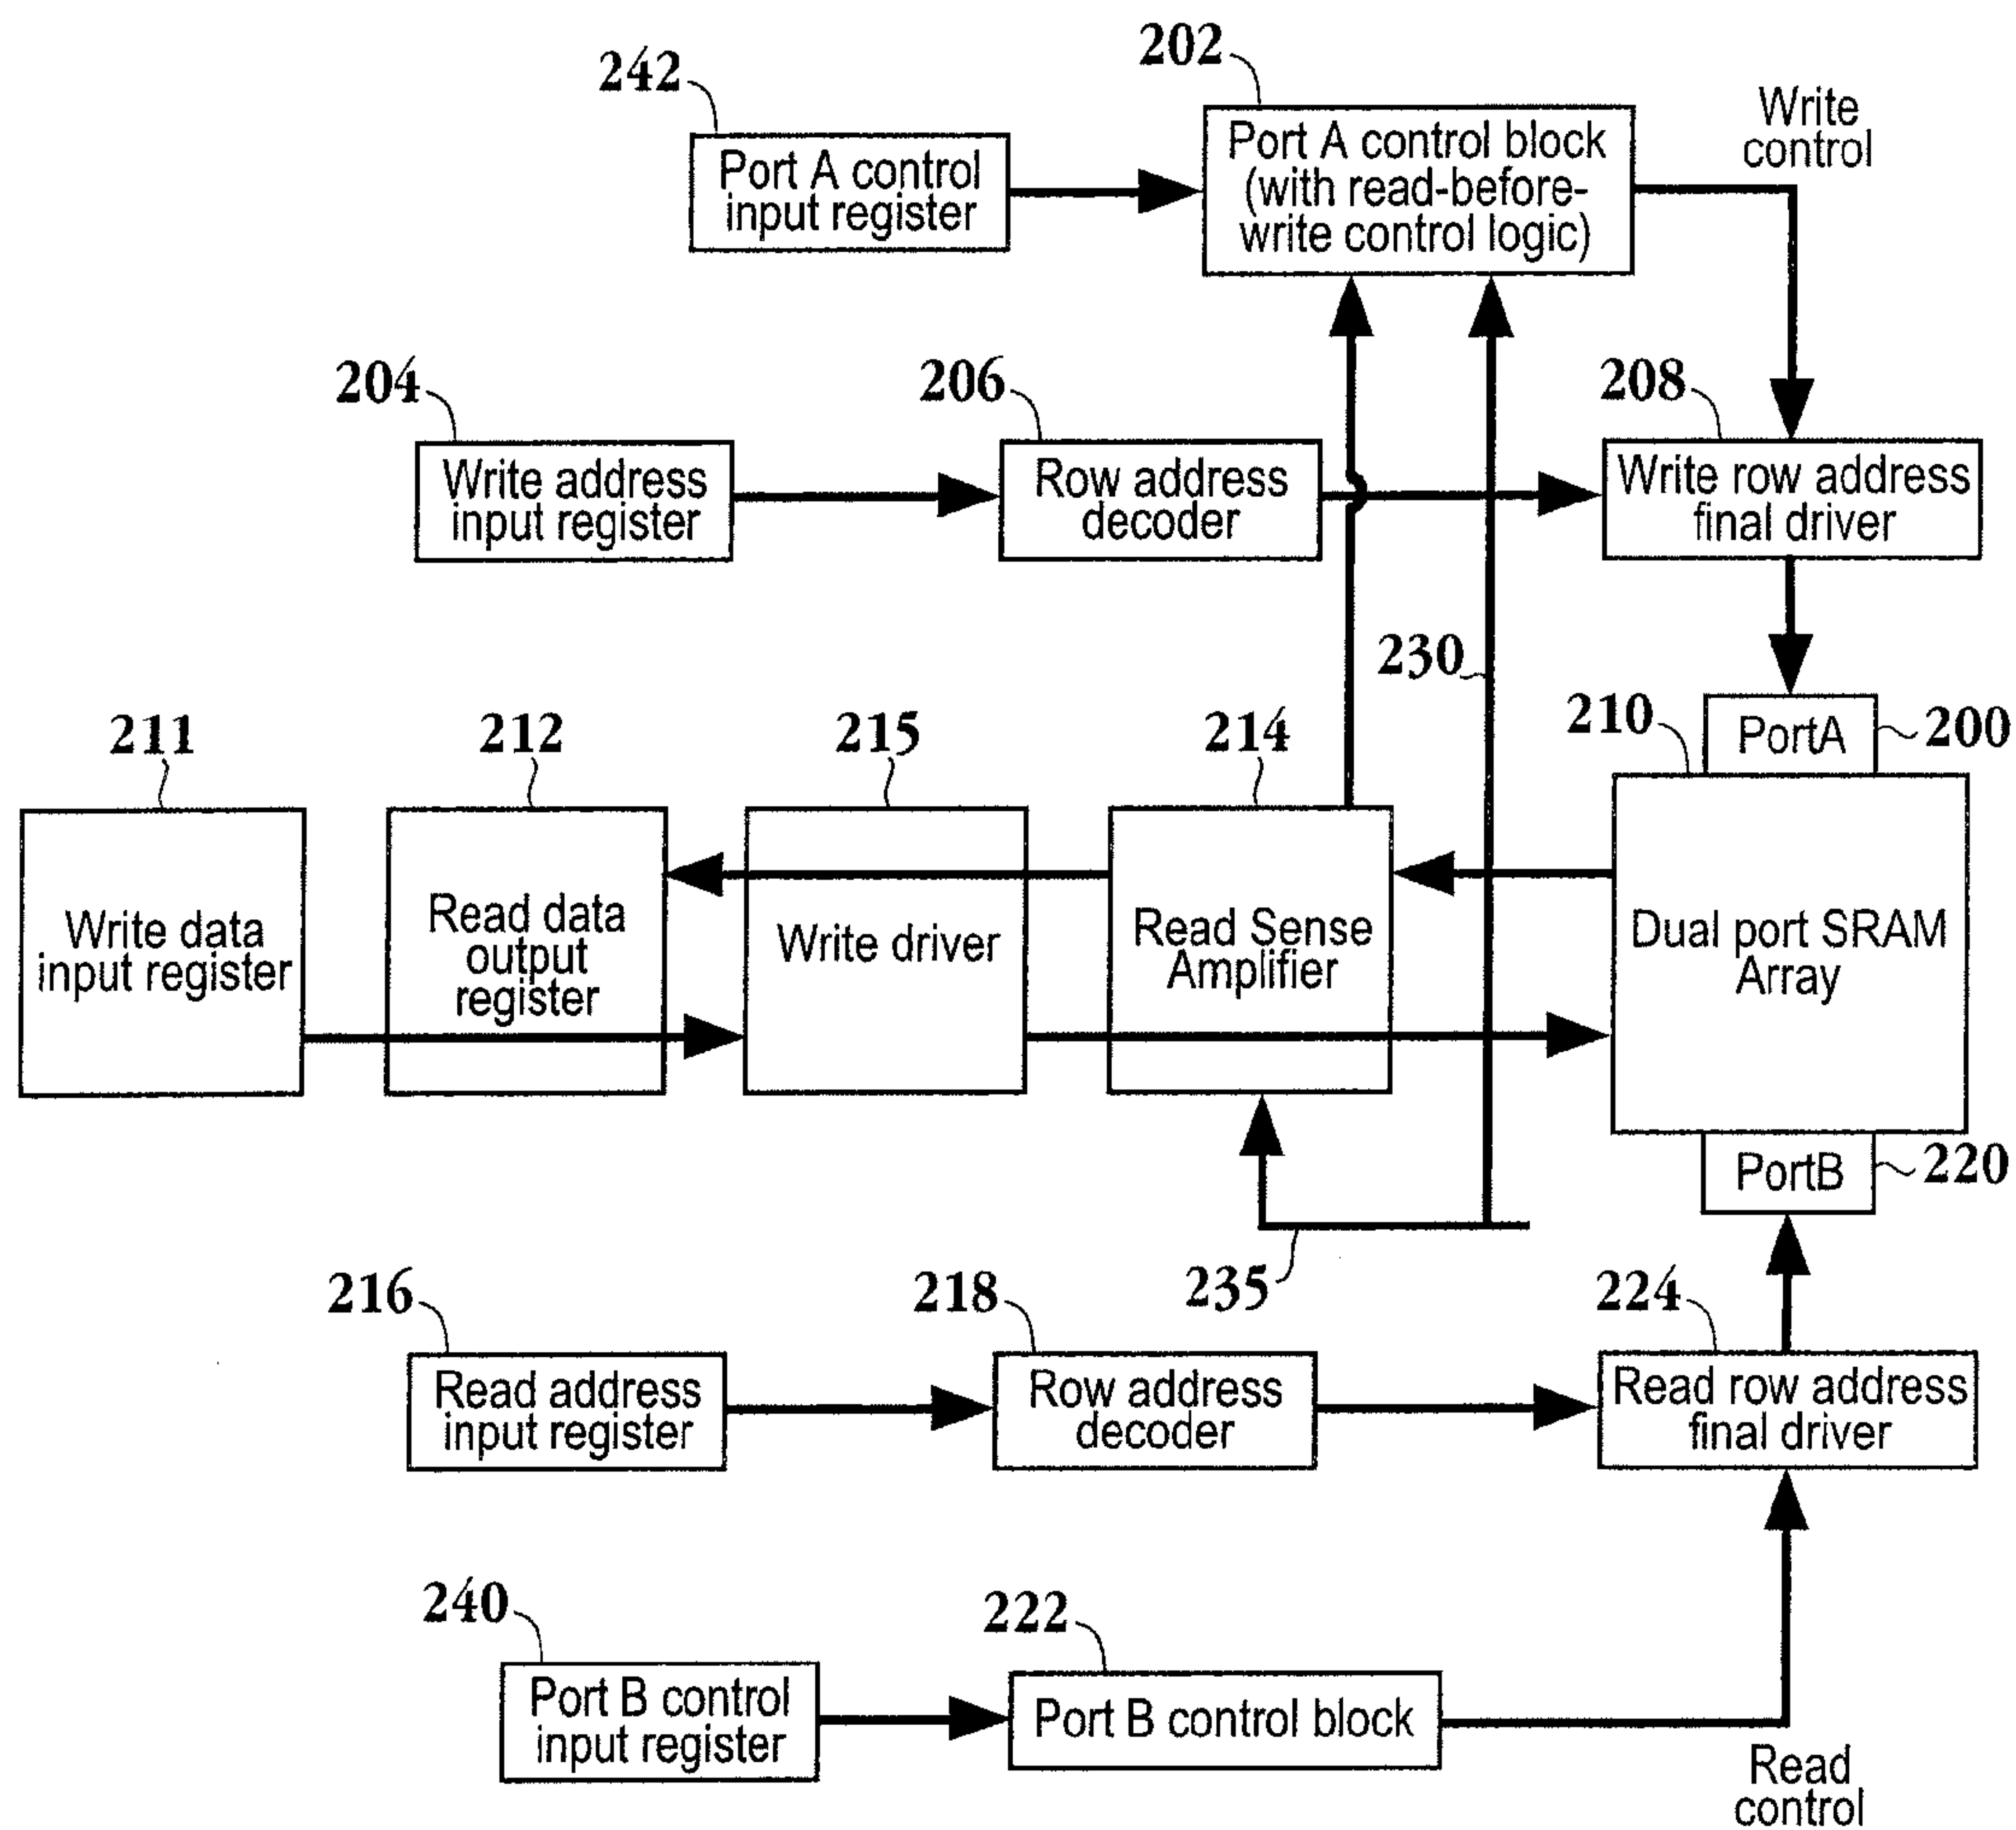 202
242
Port A control
input register
Port A control block
(with read-before-
write control logic)
Write
control
204
206
208
Write address
input register
Row address
decoder
Write row address
final driver
230
211
212
215
214
210
PortA
200
Write data
input register
Read data
output
register
Write driver
Read Sense
Amplifier
Dual port SRAM
Array
PortB
220
235
216
218
224
Read address
input register
Row address
decoder
Read row address
final driver
240
222
Port B control
input register
Port B control block
Read
control